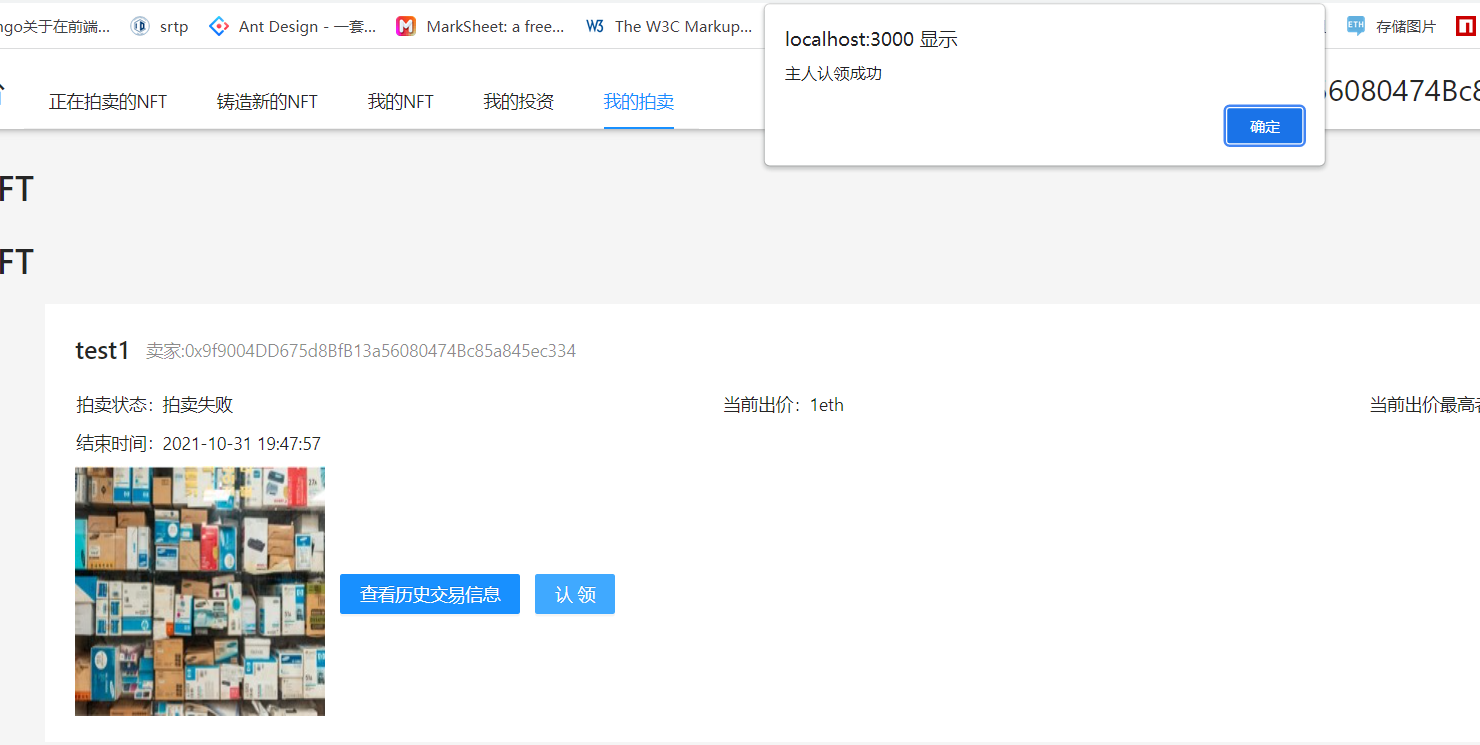 ngo关于在前端... srtp Ant Design - 一套... MarkSheet: a free... W3 The W3C Markup... ETH 存储图片
localhost:3000 显示
主人认领成功
确定
正在拍卖的NFT 铸造新的NFT 我的NFT 我的投资 我的拍卖 56080474Bc8
FT
FT
test1 卖家:0x9f9004DD675d8BfB13a56080474Bc85a845ec334
拍卖状态：拍卖失败 当前出价：1eth 当前出价最高者
结束时间：2021-10-31 19:47:57
查看历史交易信息 认 领